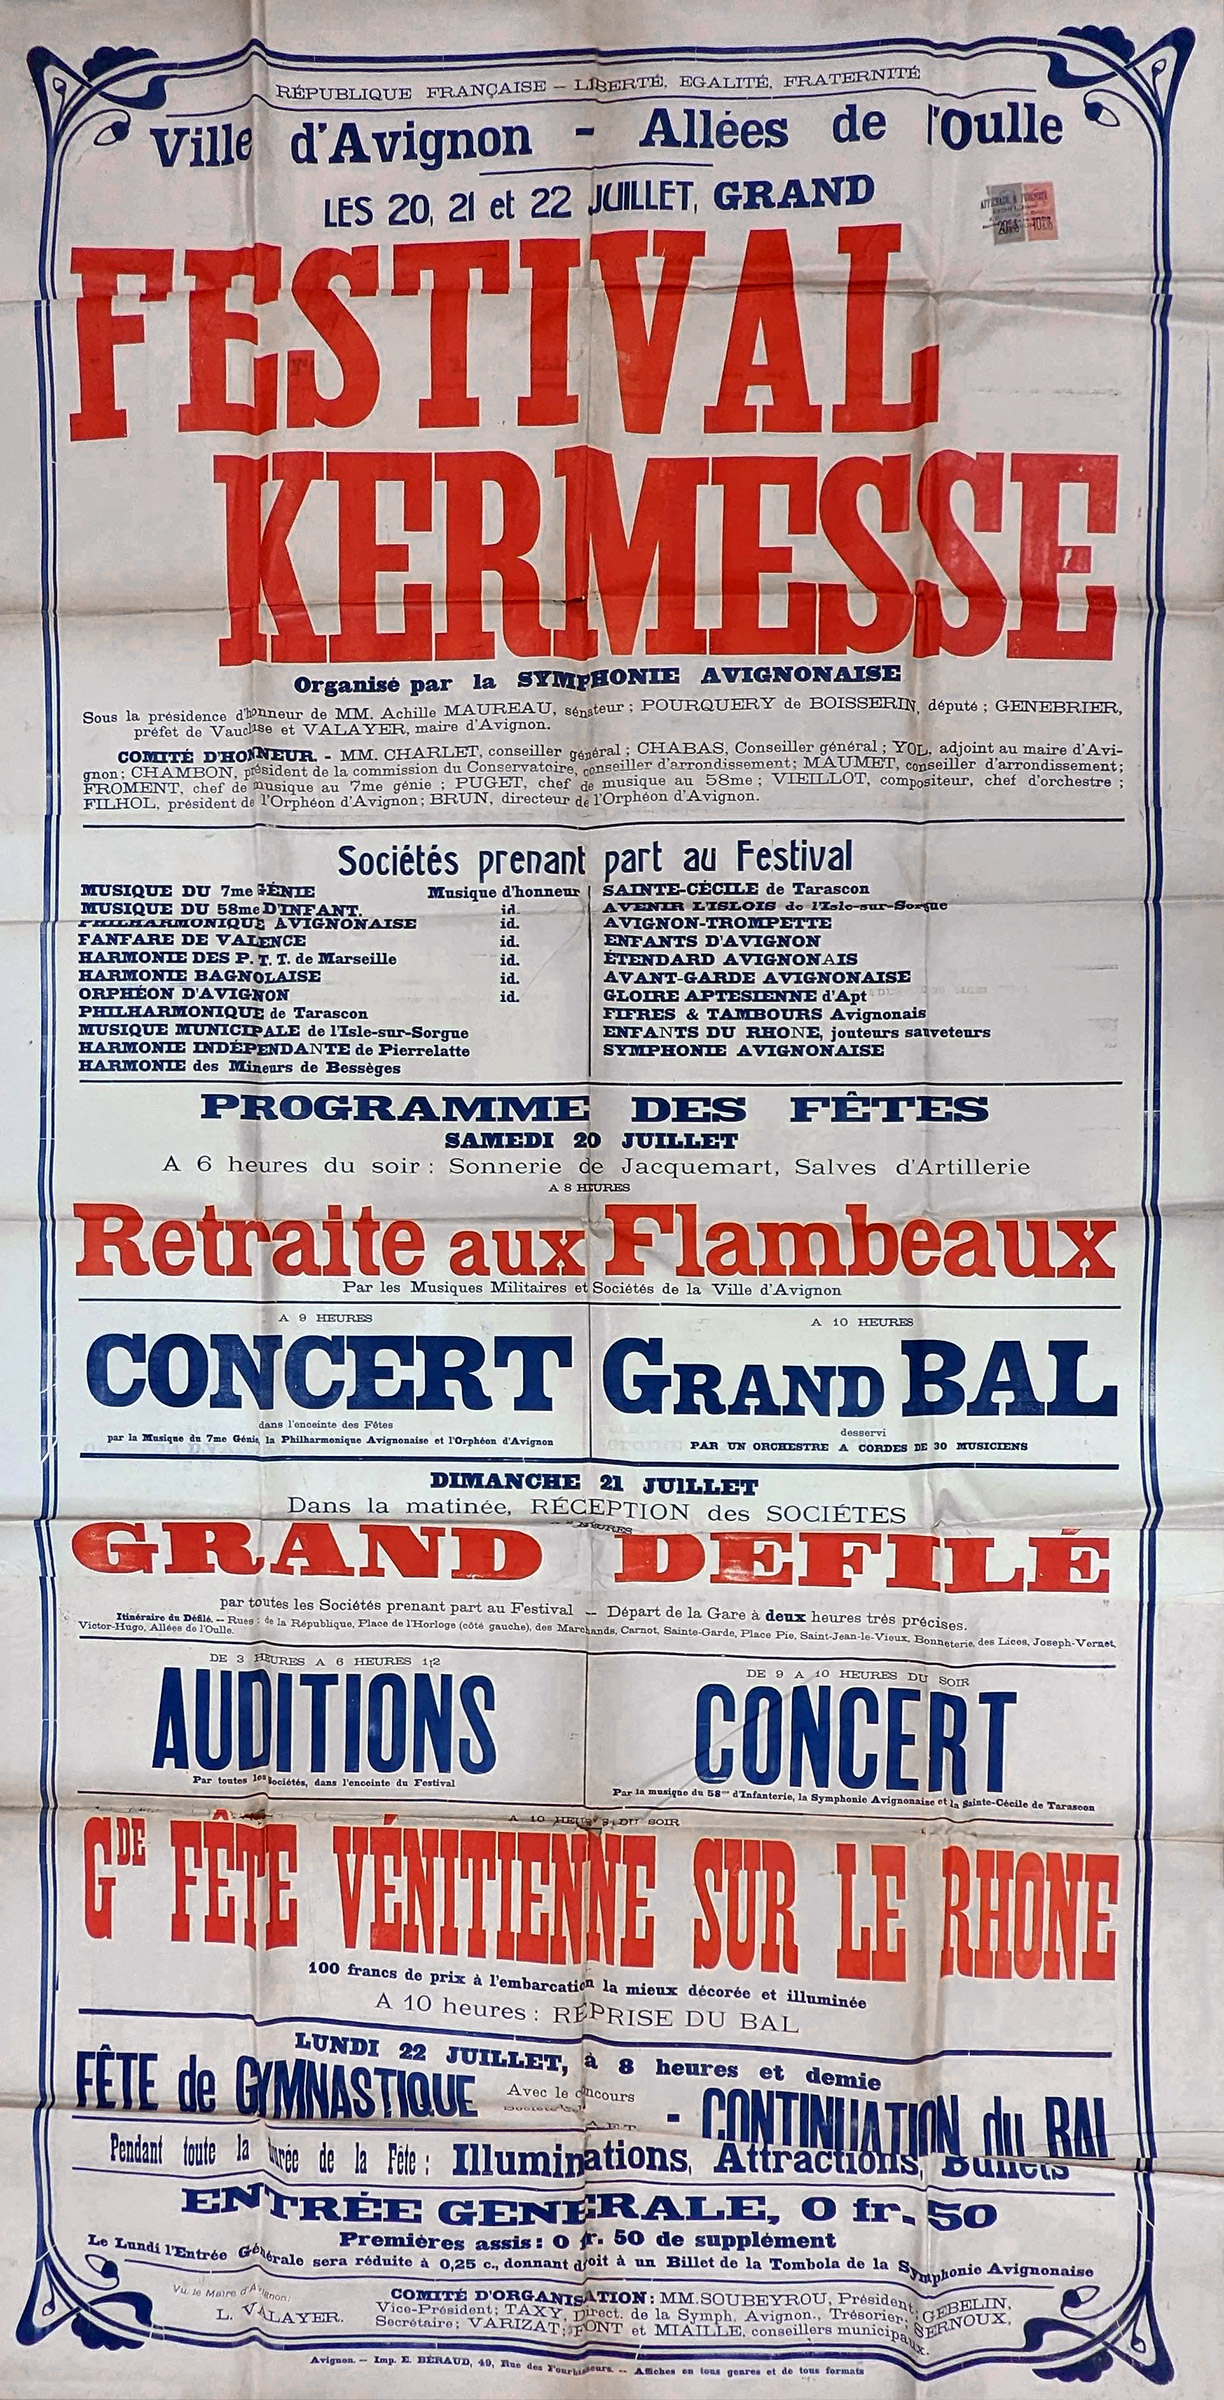 RÉPUBLIQUE FRANÇAISE — LIBERTÉ, EGALITÉ, FRATERNITÉ
Ville d'Avignon - Allées de l'Oulle
LES 20, 21 et 22 JUILLET, GRAND
FESTIVAL
KERMESSE
Organisé par la SYMPHONIE AVIGNONAISE
Sous la présidence d'honneur de MM. Achille MAUREAU, sénateur ; POURQUERY de BOISSERIN, député ; GENEBRIER,
préfet de Vaucluse et VALAYER, maire d'Avignon.
COMITÉ D'HONNEUR. - MM. CHARLET, conseiller général ; CHABAS, Conseiller général ; YOL, adjoint au maire d'Avi-
gnon ; CHAMBON, président de la commission du Conservatoire, conseiller d'arrondissement ; MAUMET, conseiller d'arrondissement ;
FROMENT, chef de musique au 7me génie ; PUGET, chef de musique au 58me ; VIEILLOT, compositeur, chef d'orchestre ;
FILHOL, président de l'Orphéon d'Avignon ; BRUN, directeur de l'Orphéon d'Avignon.
Sociétés prenant part au Festival
MUSIQUE DU 7me GÉNIE Musique d'honneur
MUSIQUE DU 58me D'INFANT. id.
PHILHARMONIQUE AVIGNONAISE id.
FANFARE DE VALENCE id.
HARMONIE DES P. T. T. de Marseille id.
HARMONIE BAGNOLAISE id.
ORPHÉON D'AVIGNON id.
PHILHARMONIQUE de Tarascon
MUSIQUE MUNICIPALE de l'Isle-sur-Sorgue
HARMONIE INDÉPENDANTE de Pierrelatte
HARMONIE des Mineurs de Bessèges
SAINTE-CÉCILE de Tarascon
AVENIR L'ISLOIS de l'Isle-sur-Sorgue
AVIGNON-TROMPETTE
ENFANTS D'AVIGNON
ÉTENDARD AVIGNONAIS
AVANT-GARDE AVIGNONAISE
GLOIRE APTESIENNE d'Apt
FIFRES & TAMBOURS Avignonais
ENFANTS DU RHONE, jouteurs sauveteurs
SYMPHONIE AVIGNONAISE
PROGRAMME DES FÊTES
SAMEDI 20 JUILLET
A 6 heures du soir : Sonnerie de Jacquemart, Salves d'Artillerie
A 8 HEURES
Retraite aux Flambeaux
Par les Musiques Militaires et Sociétés de la Ville d'Avignon
A 9 HEURES
CONCERT
dans l'enceinte des Fêtes
par la Musique du 7me Génie, la Philharmonique Avignonaise et l'Orphéon d'Avignon
A 10 HEURES
GRAND BAL
desservi
PAR UN ORCHESTRE A CORDES DE 30 MUSICIENS
DIMANCHE 21 JUILLET
Dans la matinée, RÉCEPTION des SOCIÉTÉS
HEURES
GRAND DEFILÉ
par toutes les Sociétés prenant part au Festival — Départ de la Gare à deux heures très précises.
Itinéraire du Défilé. — Rues : de la République, Place de l'Horloge (côté gauche), des Marchands, Carnot, Sainte-Garde, Place Pie, Saint-Jean-le-Vieux, Bonneterie, des Lices, Joseph-Vernet,
Victor-Hugo, Allées de l'Oulle.
DE 3 HEURES A 6 HEURES 1|2
AUDITIONS
Par toutes les Sociétés, dans l'enceinte du Festival
DE 9 A 10 HEURES DU SOIR
CONCERT
Par la musique du 58me d'Infanterie, la Symphonie Avignonaise et la Sainte-Cécile de Tarascon
A 10 HEURES DU SOIR
GDE FÊTE VÉNITIENNE SUR LE RHONE
100 francs de prix à l'embarcation la mieux décorée et illuminée
A 10 heures : REPRISE DU BAL
LUNDI 22 JUILLET, à 8 heures et demie
FÊTE de GYMNASTIQUE Avec le concours - CONTINUATION du BAL
Pendant toute la durée de la Fête : Illuminations, Attractions, Buffets
ENTRÉE GENERALE, 0 fr. 50
Premières assis : 0 fr. 50 de supplément
Le Lundi l'Entrée Générale sera réduite à 0,25 c., donnant droit à un Billet de la Tombola de la Symphonie Avignonaise
Vu, le Maire d'Avignon,
L. VALAYER.
COMITÉ D'ORGANISATION : MM. SOUBEYROU, Président ; GEBELIN,
Vice-Président ; TAXY, Direct. de la Symph. Avignon., Trésorier ; SERNOUX,
Secrétaire ; VARIZAT ; FONT et MIAILLE, conseillers municipaux.
Avignon. — Imp. E. BÉRAUD, 49, Rue des Fourbisseurs. — Affiches en tous genres et de tous formats